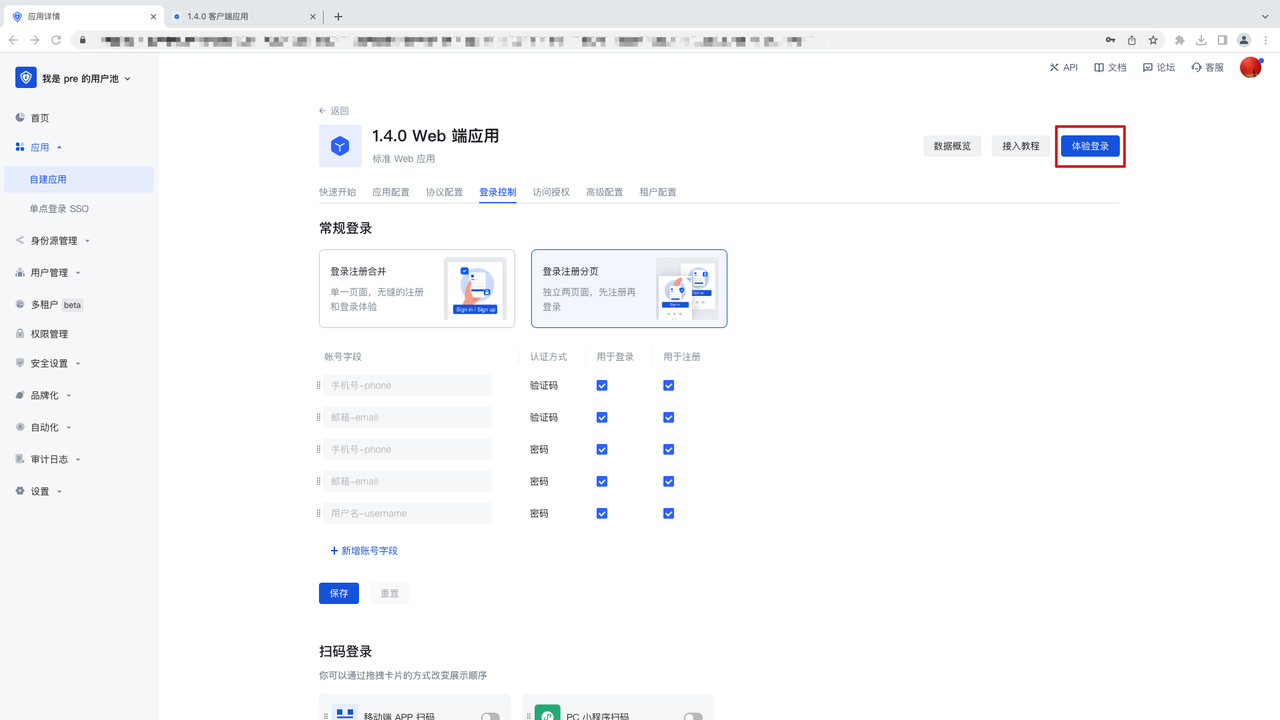 应用详情
1.4.0 客户端应用
我是 pre 的用户池
API
文档
论坛
客服
首页
应用
自建应用
单点登录 SSO
身份源管理
用户管理
多租户 beta
权限管理
安全设置
品牌化
自动化
审计日志
设置
返回
1.4.0 Web 端应用
标准 Web 应用
数据概览
接入教程
体验登录
快速开始
应用配置
协议配置
登录控制
访问授权
高级配置
租户配置
常规登录
登录注册合并
单一页面，无缝的注册
和登录体验
Sign in / Sign up
登录注册分页
独立两页面，先注册再
登录
Sign up
Sign in
帐号字段
认证方式
用于登录
用于注册
手机号-phone
验证码
邮箱-email
验证码
手机号-phone
密码
邮箱-email
密码
用户名-username
密码
新增账号字段
保存
重置
扫码登录
你可以通过拖拽卡片的方式改变展示顺序
移动端 APP 扫码
PC 小程序扫码